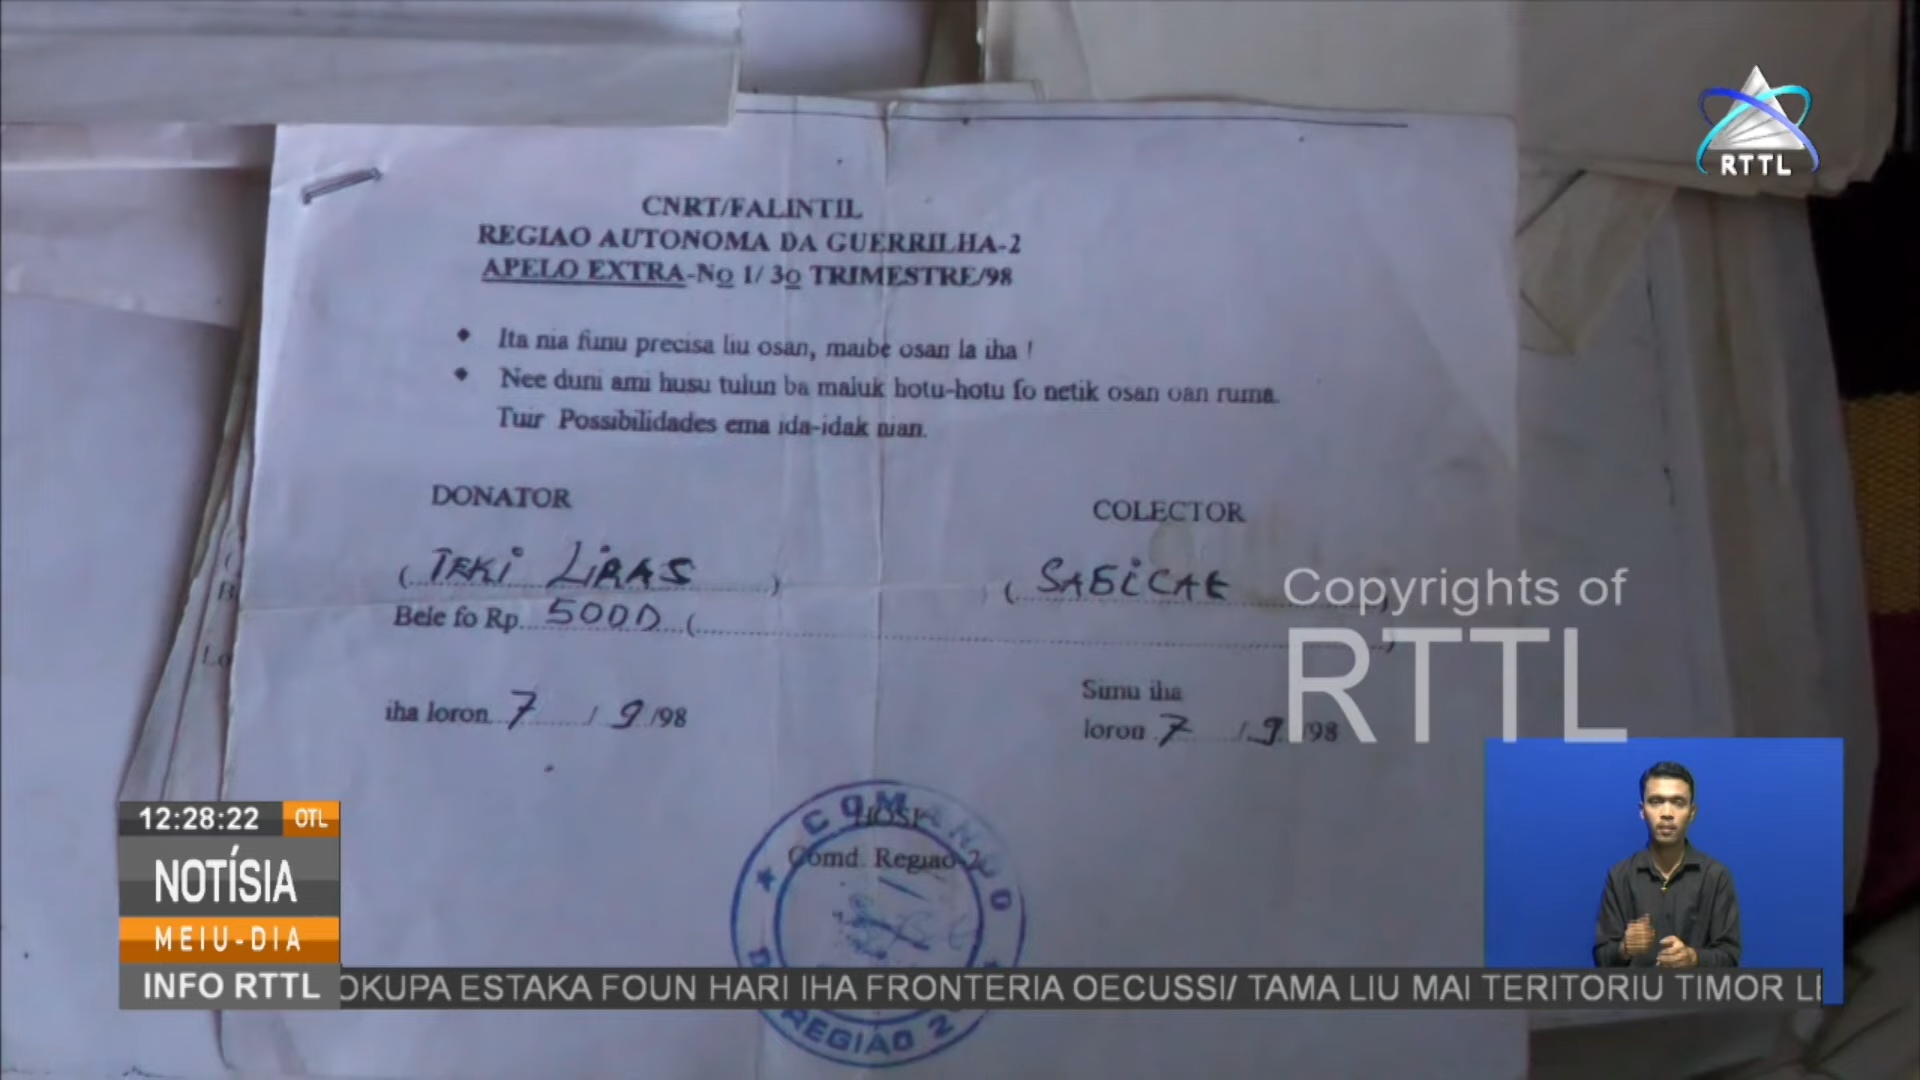 RTTL
CNRT/FALINTIL
REGIAO AUTONOMA DA GUERRILHA-2
APELO EXTRA-No 1/ 3o TRIMESTRE/98
Ita nia funu precisa liu osan, maibe osan la iha !
Nee duni ami husu tulun ba maluk hotu-hotu fo netik osan oan ruma.
Tuir Possibilidades ema ida-idak nian.
DONATOR
COLECTOR
( TEKI LIRAS )
( SABICAE )
Bele fo Rp. 5000 ( )
iha loron 7 / 9 /98
Simu iha
loron 7 / 9 /98
COMANDO
HOSI
Comd. Regiao-2
REGIÃO 2
Copyrights of
RTTL
12:28:22 OTL
NOTÍSIA
MEIU-DIA
INFO RTTL
OKUPA ESTAKA FOUN HARI IHA FRONTERIA OECUSSI/ TAMA LIU MAI TERITORIU TIMOR